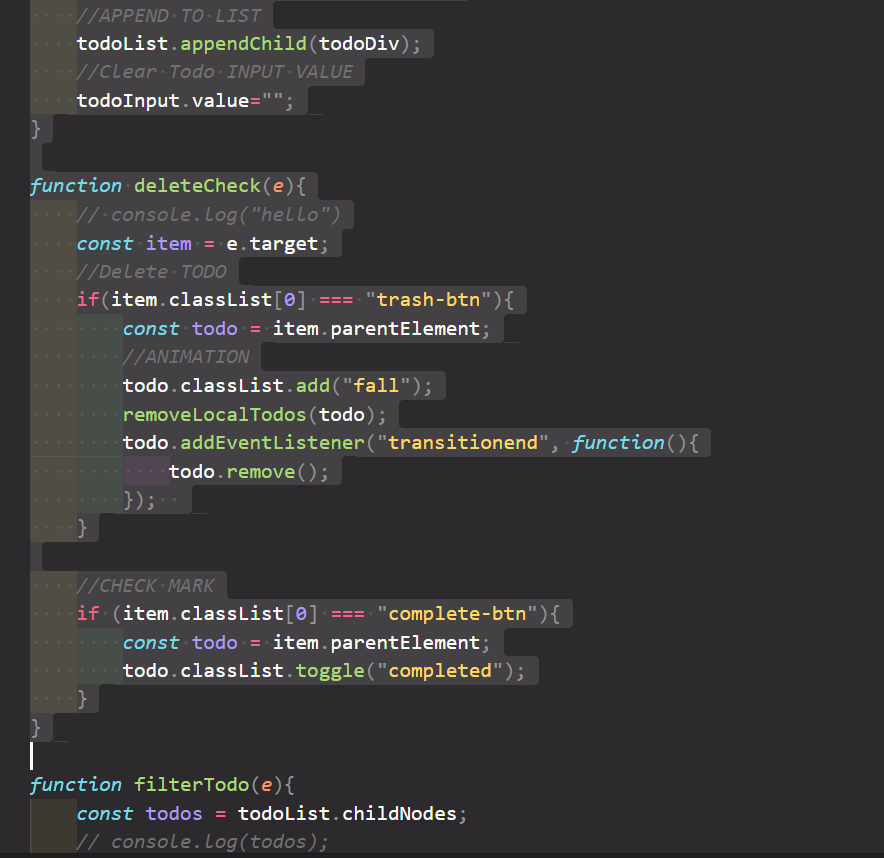 //APPEND TO LIST
todoList.appendChild(todoDiv);
//Clear Todo INPUT VALUE
todoInput.value="";
}
function deleteCheck(e){
// console.log("hello")
const item = e.target;
//Delete TODO
if(item.classList[0] === "trash-btn"){
const todo = item.parentElement;
//ANIMATION
todo.classList.add("fall");
removeLocalTodos(todo);
todo.addEventListener("transitionend", function(){
todo.remove();
});
}
//CHECK MARK
if (item.classList[0] === "complete-btn"){
const todo = item.parentElement;
todo.classList.toggle("completed");
}
}
function filterTodo(e){
const todos = todoList.childNodes;
// console.log(todos);